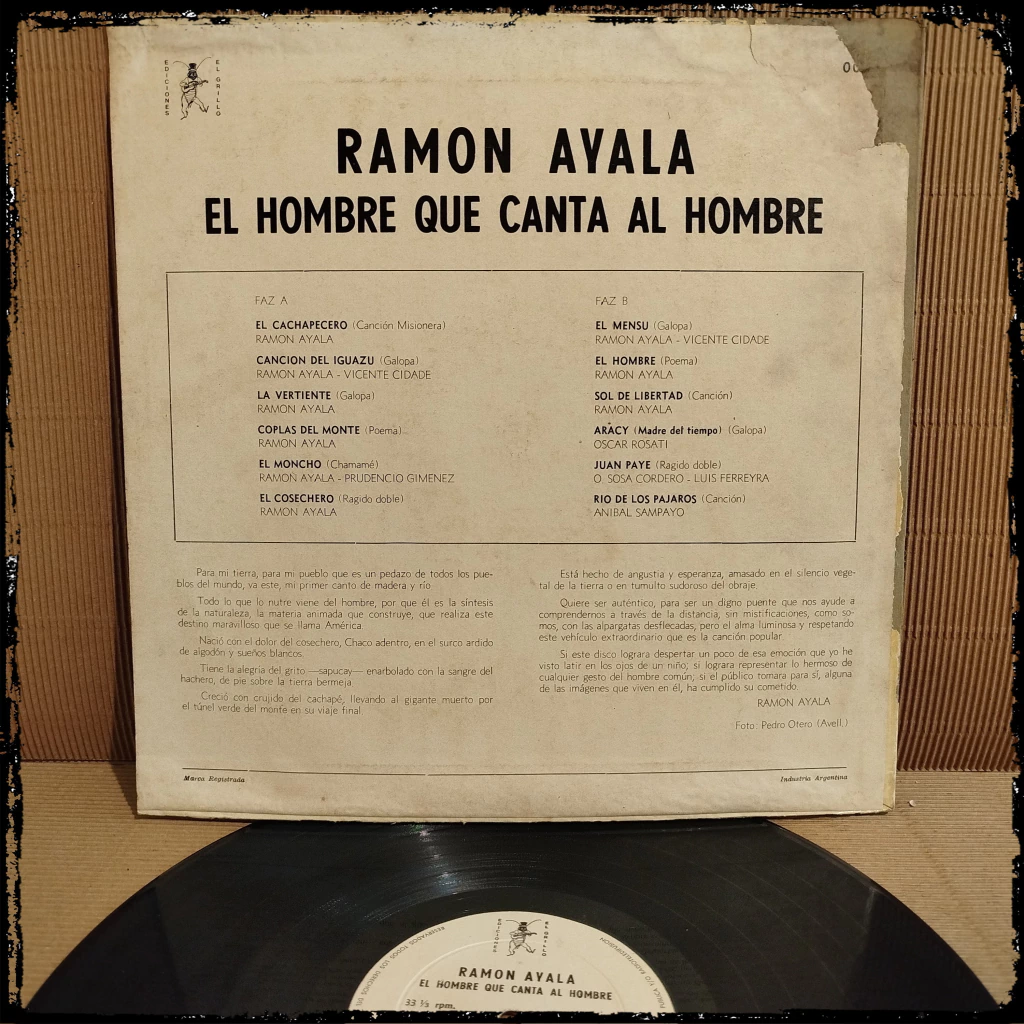 EDICIONES EL GRILLO
RAMON AYALA
EL HOMBRE QUE CANTA AL HOMBRE
FAZ A
EL CACHAPECERO (Canción Misionera)
RAMON AYALA
CANCION DEL IGUAZU (Galopa)
RAMON AYALA - VICENTE CIDADE
LA VERTIENTE (Galopa)
RAMON AYALA
COPLAS DEL MONTE (Poema)
RAMON AYALA
EL MONCHO (Chamamé)
RAMON AYALA - PRUDENCIO GIMENEZ
EL COSECHERO (Ragido doble)
RAMON AYALA
FAZ B
EL MENSU (Galopa)
RAMON AYALA - VICENTE CIDADE
EL HOMBRE (Poema)
RAMON AYALA
SOL DE LIBERTAD (Canción)
RAMON AYALA
ARACY (Madre del tiempo) (Galopa)
OSCAR ROSATI
JUAN PAYE (Ragido doble)
O. SOSA CORDERO - LUIS FERREYRA
RIO DE LOS PAJAROS (Canción)
ANIBAL SAMPAYO
Para mi tierra, para mi pueblo que es un pedazo de todos los pue-
blos del mundo, va este, mi primer canto de madera y río
Todo lo que lo nutre viene del hombre, por que él es la síntesis
de la naturaleza, la materia animada que construye, que realiza este
destino maravilloso que se llama América.
Nació con el dolor del cosechero, Chaco adentro, en el surco ardido
de algodón y sueños blancos.
Tiene la alegría del grito —sapucay— enarbolado con la sangre del
hachero, de pie sobre la tierra bermeja
Creció con crujido del cachapé, llevando al gigante muerto por
el túnel verde del monte en su viaje final
Está hecho de angustia y esperanza, amasado en el silencio vege-
tal de la tierra o en tumulto sudoroso del obraje.
Quiere ser auténtico, para ser un digno puente que nos ayude a
comprendernos a través de la distancia, sin mistificaciones, como so-
mos, con las alpargatas desflecadas, pero el alma luminosa y respetando
este vehículo extraordinario que es la canción popular.
Si este disco lograra despertar un poco de esa emoción que yo he
visto latir en los ojos de un niño; si lograra representar lo hermoso de
cualquier gesto del hombre común; si el público tomara para sí, alguna
de las imágenes que viven en él, ha cumplido su cometido.
RAMON AYALA
Foto: Pedro Otero (Avell.)
Marca Registrada
Industria Argentina
EDICIONES EL GRILLO
RESERVADOS TODOS LOS DERECHOS
RAMON AYALA
EL HOMBRE QUE CANTA AL HOMBRE
33 ⅓ rpm.